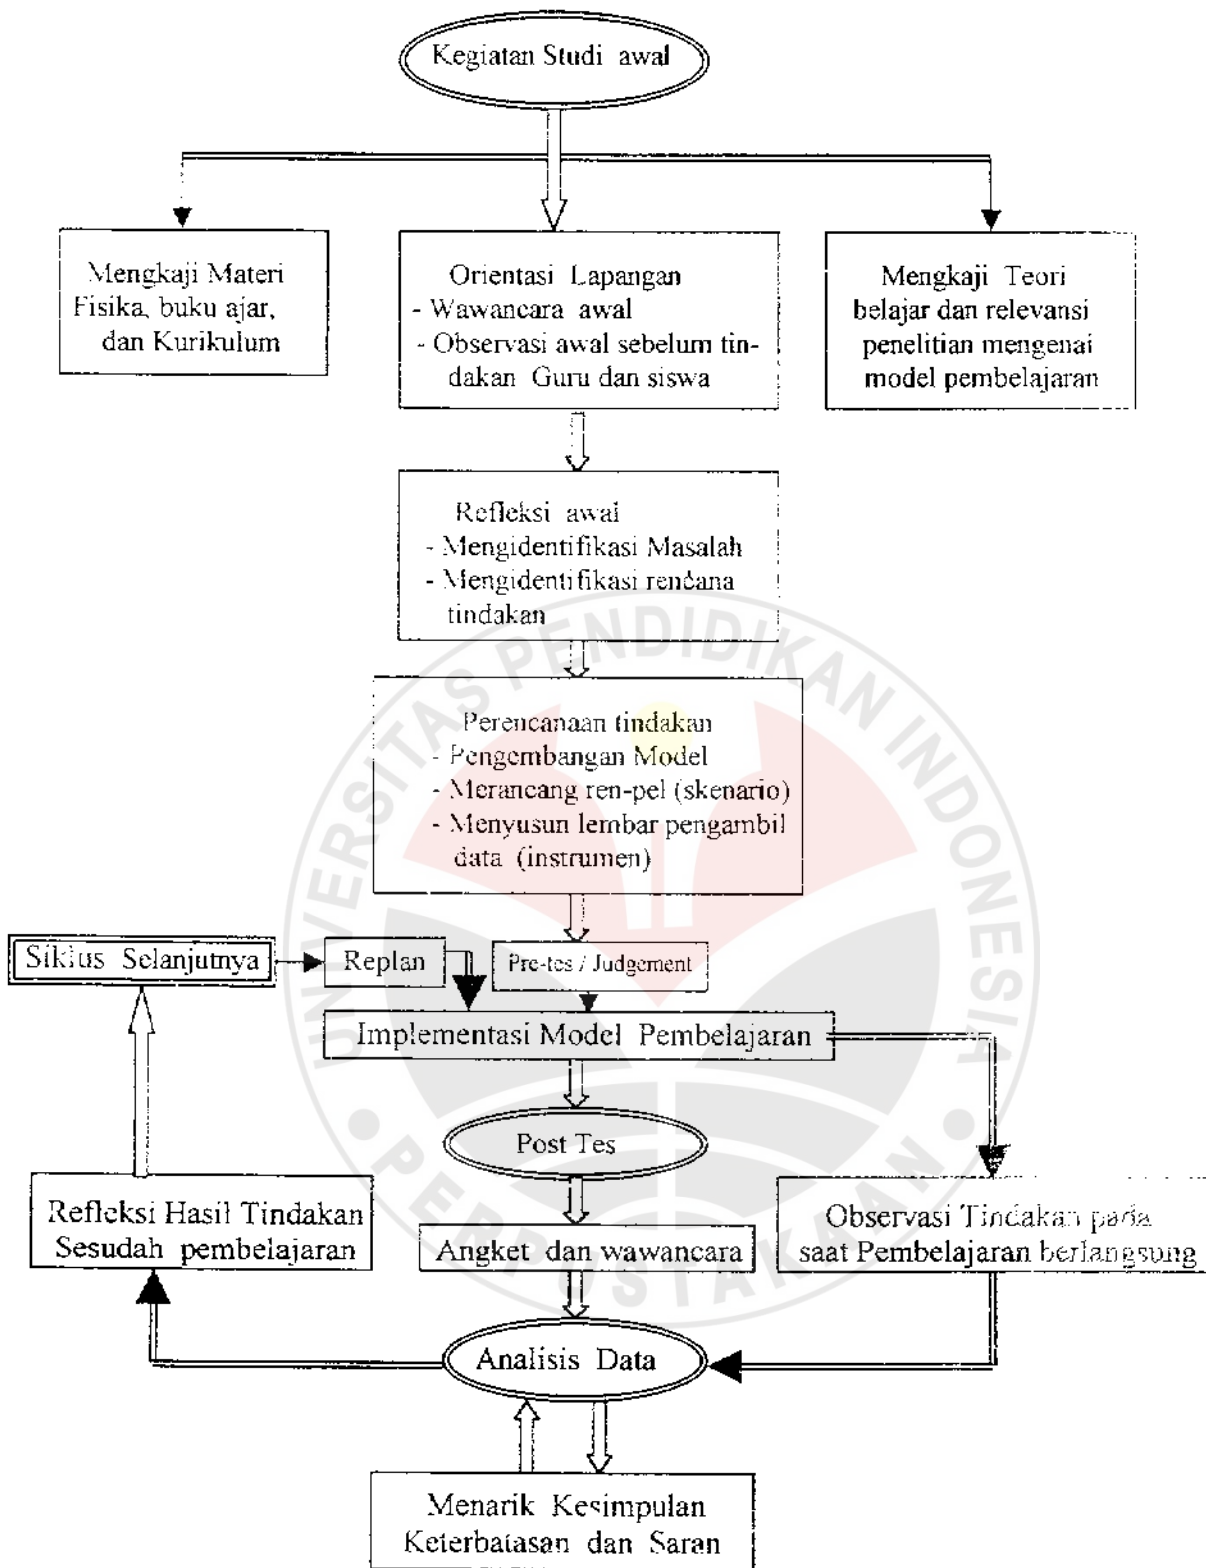 Kegiatan Studi awal
Mengkaji Materi
Fisika, buku ajar,
dan Kurikulum
Orientasi Lapangan
- Wawancara awal
- Observasi awal sebelum tin-
dakan Guru dan siswa
Mengkaji Teori
belajar dan relevansi
penelitian mengenai
model pembelajaran
Refleksi awal
- Mengidentifikasi Masalah
- Mengidentifikasi rencana
tindakan
Perencanaan tindakan
- Pengembangan Model
- Merancang ren-pel (skenario)
- Menyusun lembar pengambil
data (instrumen)
Siklus Selanjutnya
Replan
Pre-tes / Judgement
Implementasi Model Pembelajaran
Post Tes
Refleksi Hasil Tindakan
Sesudah pembelajaran
Angket dan wawancara
Observasi Tindakan pada
saat Pembelajaran berlangsung
Analisis Data
Menarik Kesimpulan
Keterbatasan dan Saran
UNIVERSITAS PENDIDIKAN INDONESIA
PERPUSTAKAAN